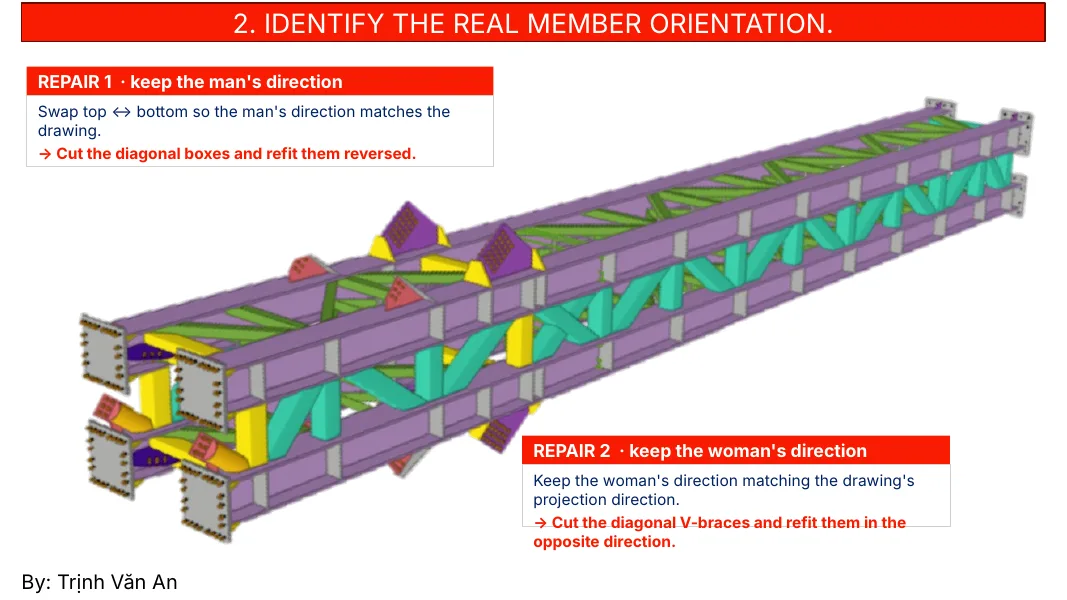 2. IDENTIFY THE REAL MEMBER ORIENTATION.
REPAIR 1 · keep the man's direction
Swap top ↔ bottom so the man's direction matches the
drawing.
→ Cut the diagonal boxes and refit them reversed.
REPAIR 2 · keep the woman's direction
Keep the woman's direction matching the drawing's
projection direction.
→ Cut the diagonal V-braces and refit them in the
opposite direction.
By: Trịnh Văn An